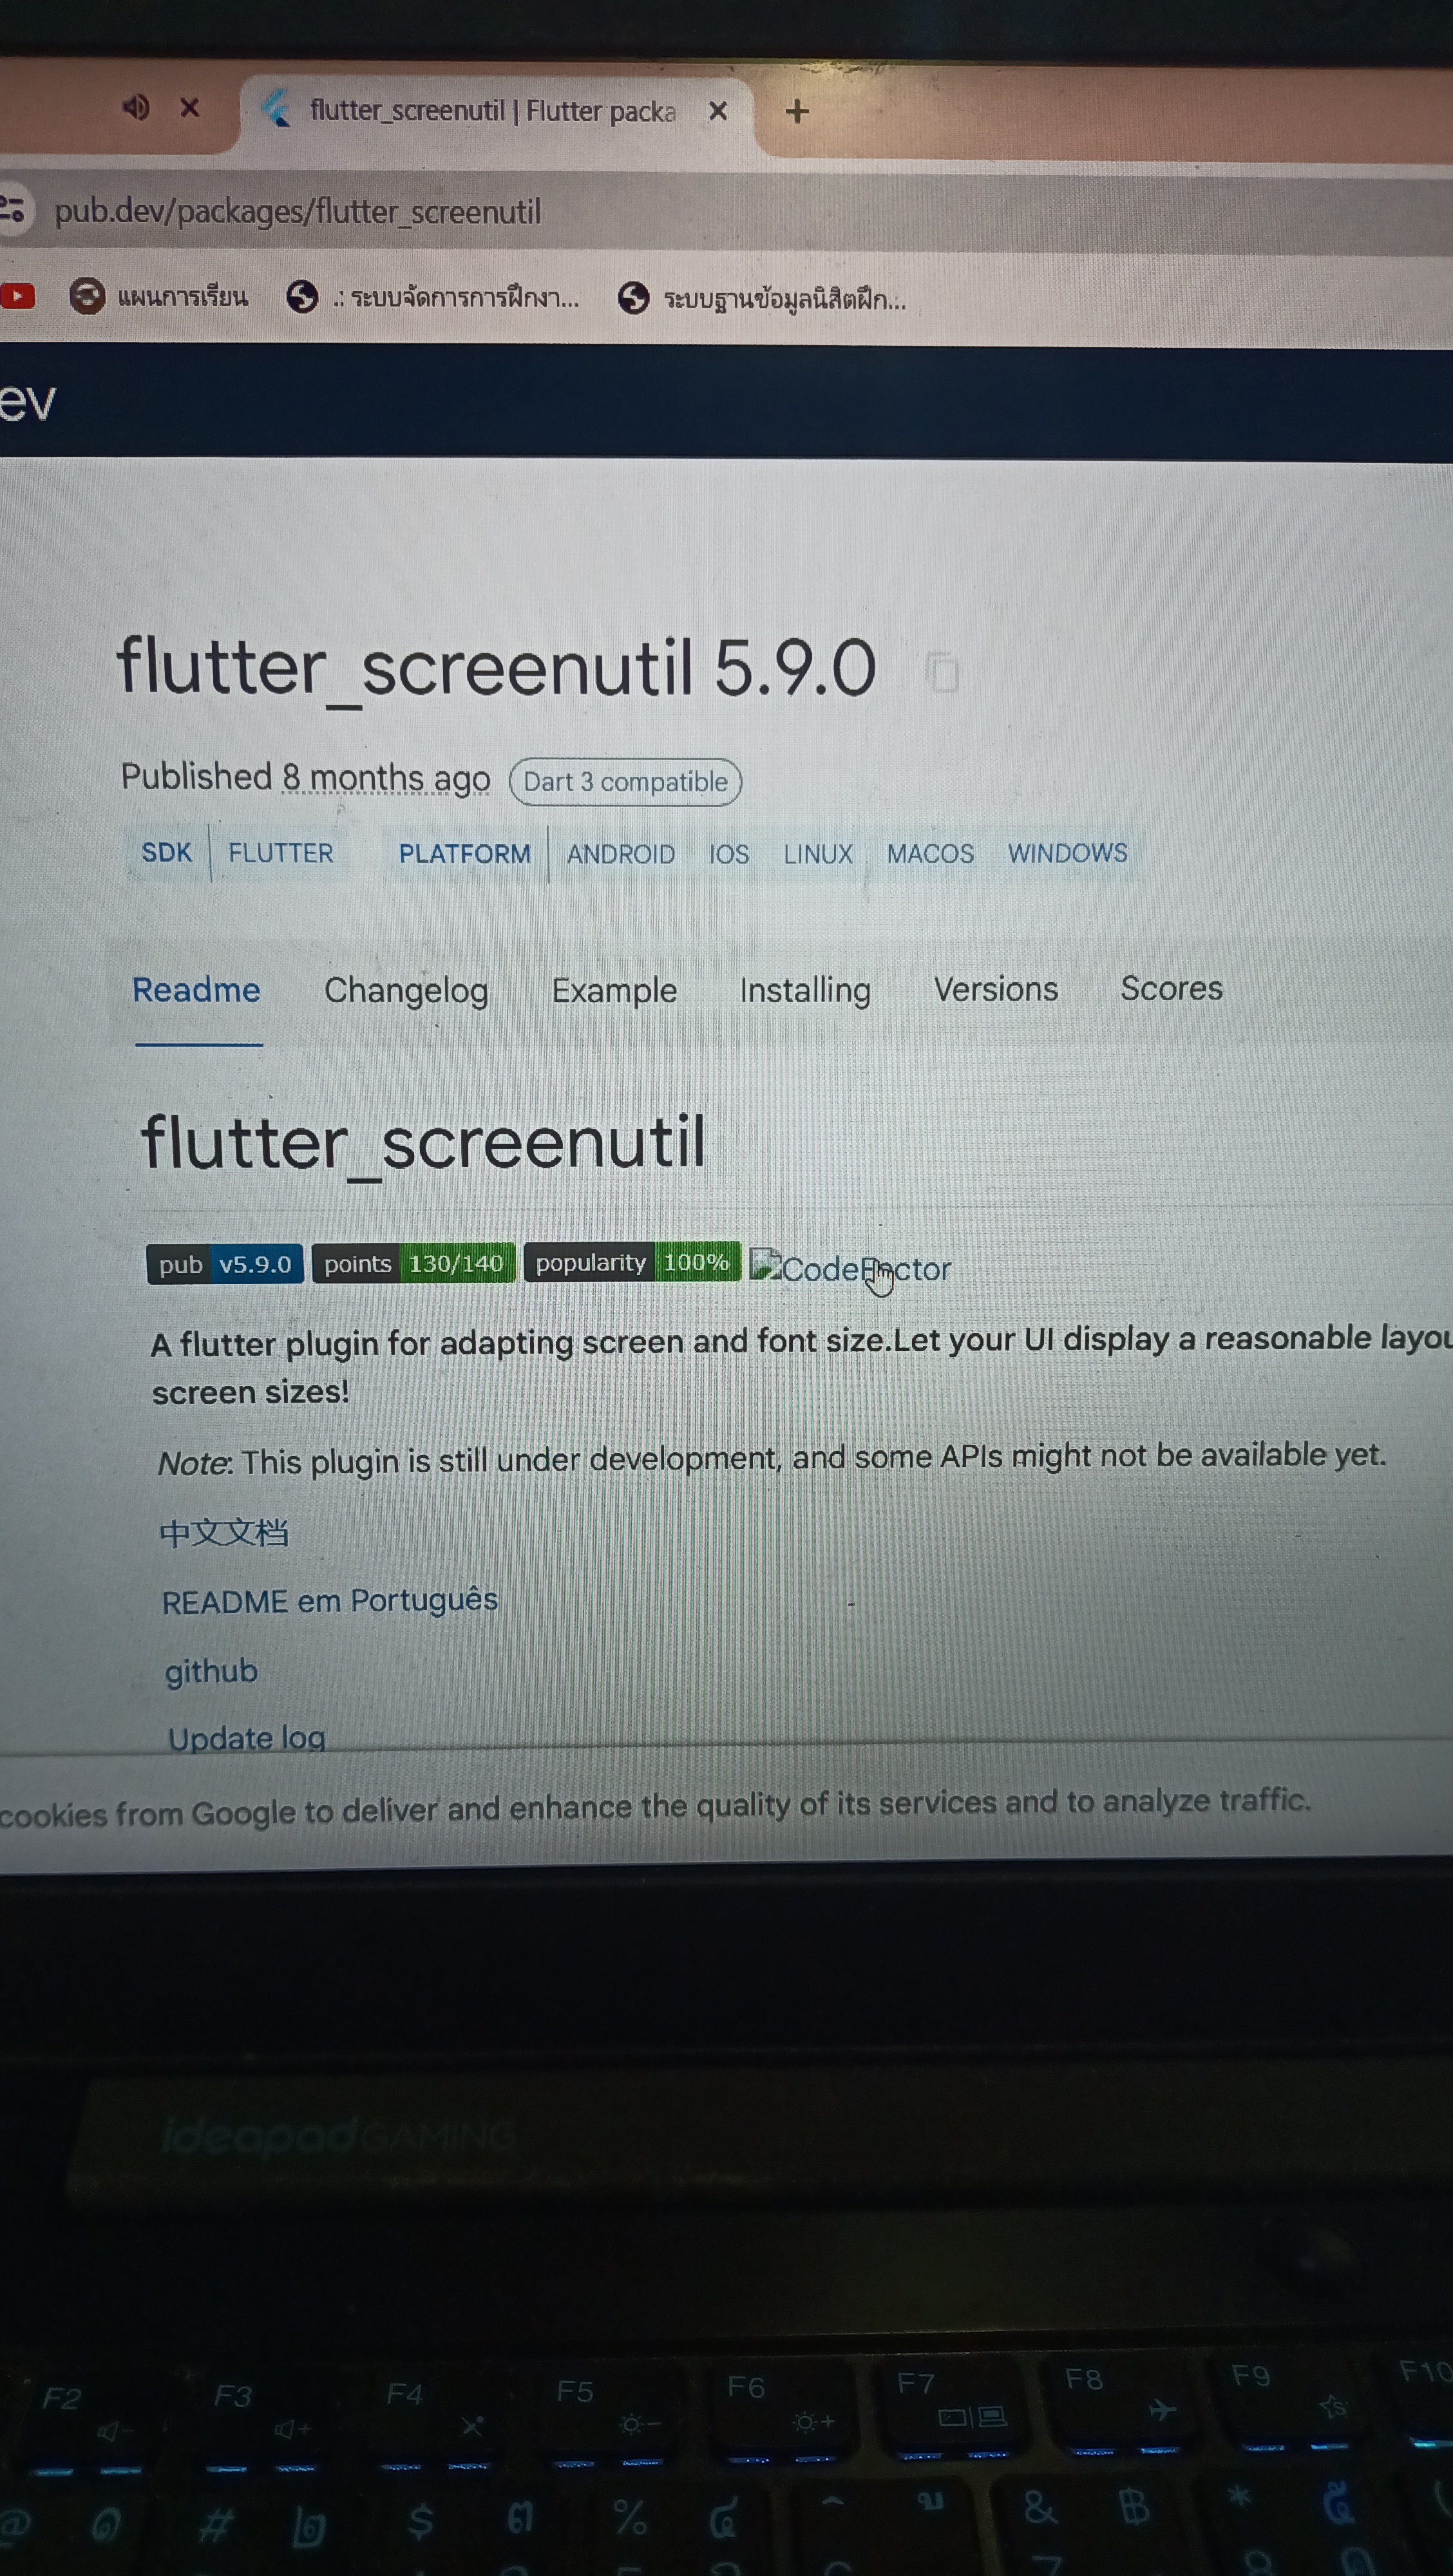 flutter_screenutil | Flutter packa
pub.dev/packages/flutter_screenutil
แผนการเรียน
.: ระบบจัดการการฝึกงา...
ระบบฐานข้อมูลนิสิตฝึก...
ev
flutter_screenutil 5.9.0
Published 8 months ago
Dart 3 compatible
SDK FLUTTER PLATFORM ANDROID IOS LINUX MACOS WINDOWS
Readme Changelog Example Installing Versions Scores
flutter_screenutil
pub v5.9.0 points 130/140 popularity 100% CodeFactor
A flutter plugin for adapting screen and font size.Let your UI display a reasonable layou
screen sizes!
Note: This plugin is still under development, and some APIs might not be available yet.
中文文档
README em Português
github
Update log
cookies from Google to deliver and enhance the quality of its services and to analyze traffic.
ideapad GAMING
F2 F3 F4 F5 F6 F7 F8 F9 F10
@ ๑ # ๒ $ ๓ % ๔ ^ & ฿ * ๕ (
7